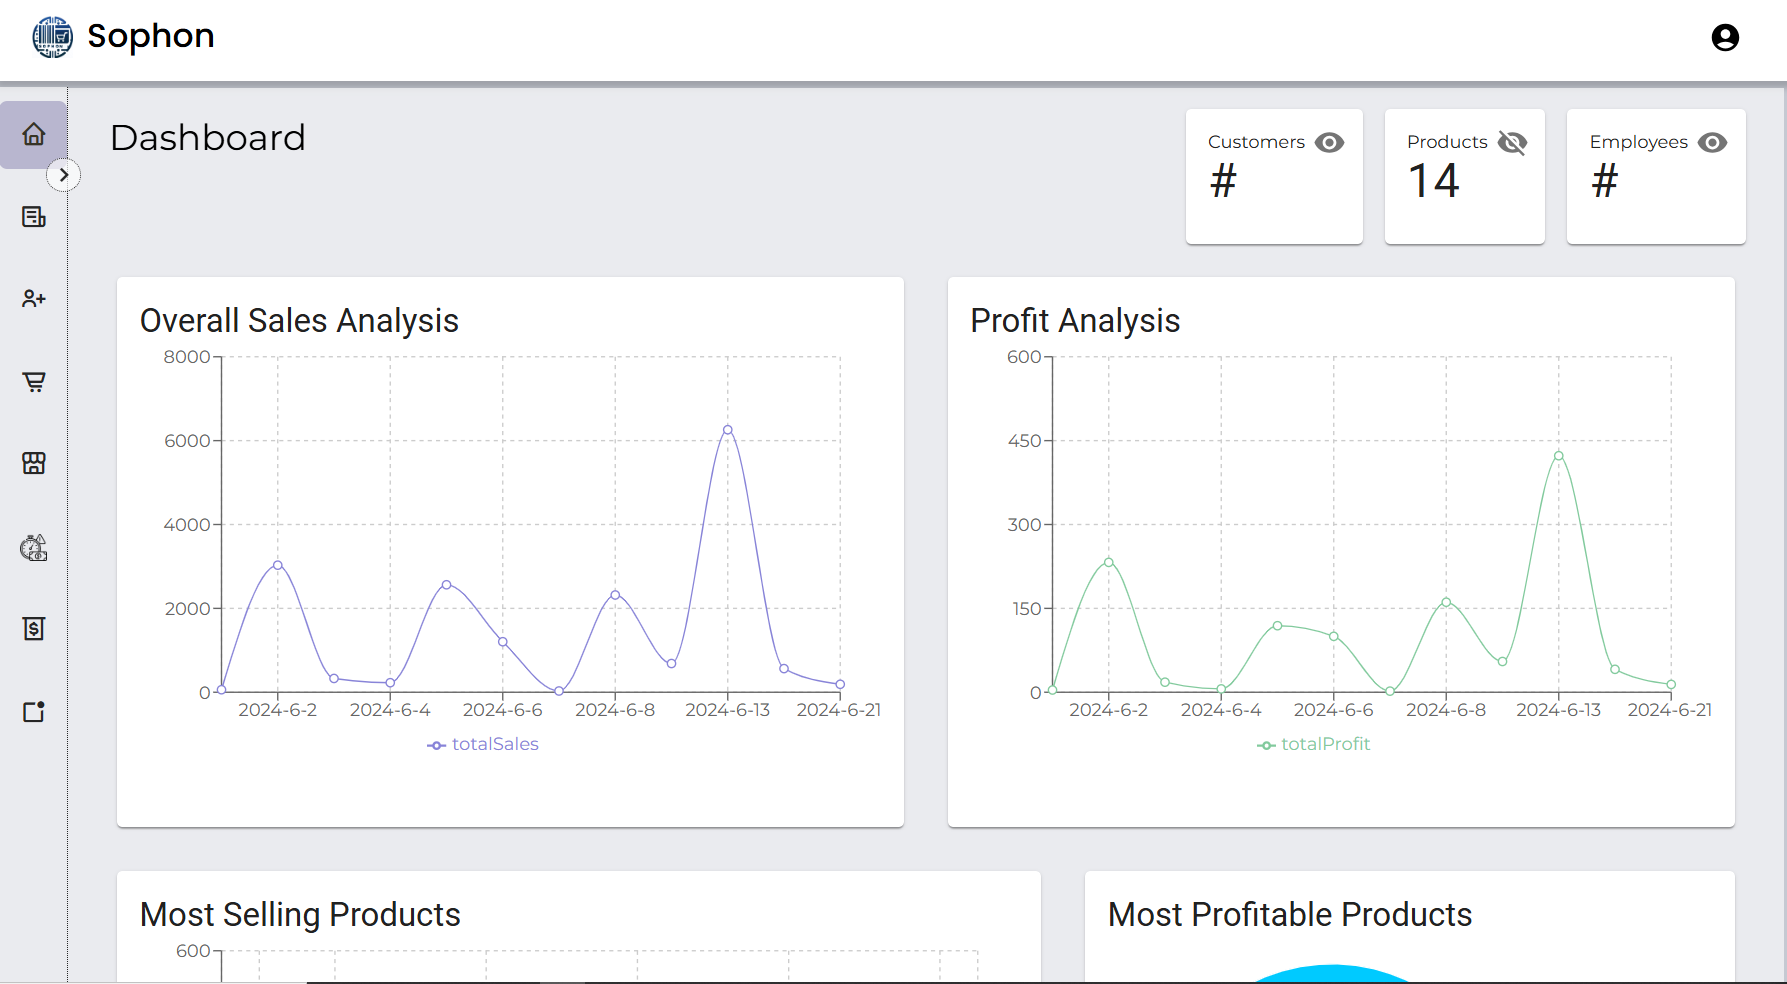 Sophon
Dashboard
Customers
#
Products
14
Employees
#
Overall Sales Analysis
8000
6000
4000
2000
0
2024-6-2 2024-6-4 2024-6-6 2024-6-8 2024-6-13 2024-6-21
totalSales
Profit Analysis
600
450
300
150
0
2024-6-2 2024-6-4 2024-6-6 2024-6-8 2024-6-13 2024-6-21
totalProfit
Most Selling Products
600
Most Profitable Products